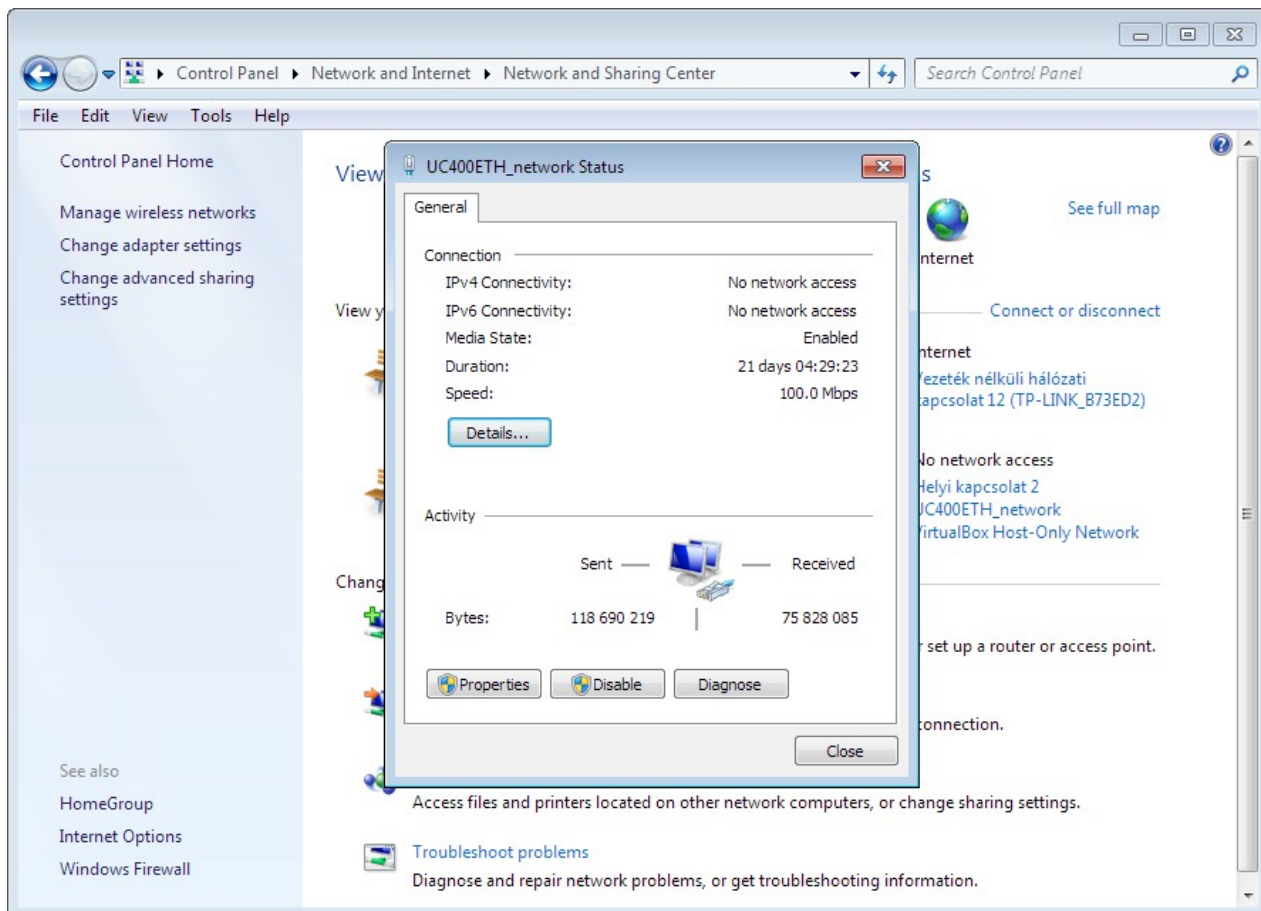 Control Panel Network and Internet Network and Sharing Center Search Control Panel
File Edit View Tools Help
Control Panel Home
Manage wireless networks
Change adapter settings
Change advanced sharing
settings
See also
HomeGroup
Internet Options
Windows Firewall
View s
See full map
nternet
View y Connect or disconnect
nternet
ezeték nélküli hálózati
apcsolat 12 (TP-LINK_B73ED2)
No network access
Helyi kapcsolat 2
UC400ETH_network
VirtualBox Host-Only Network
Chang
r set up a router or access point.
onnection.
Access files and printers located on other network computers, or change sharing settings.
Troubleshoot problems
Diagnose and repair network problems, or get troubleshooting information.
UC400ETH_network Status
General
Connection
IPv4 Connectivity: No network access
IPv6 Connectivity: No network access
Media State: Enabled
Duration: 21 days 04:29:23
Speed: 100.0 Mbps
Details...
Activity
Sent Received
Bytes: 118 690 219 75 828 085
Properties Disable Diagnose
Close